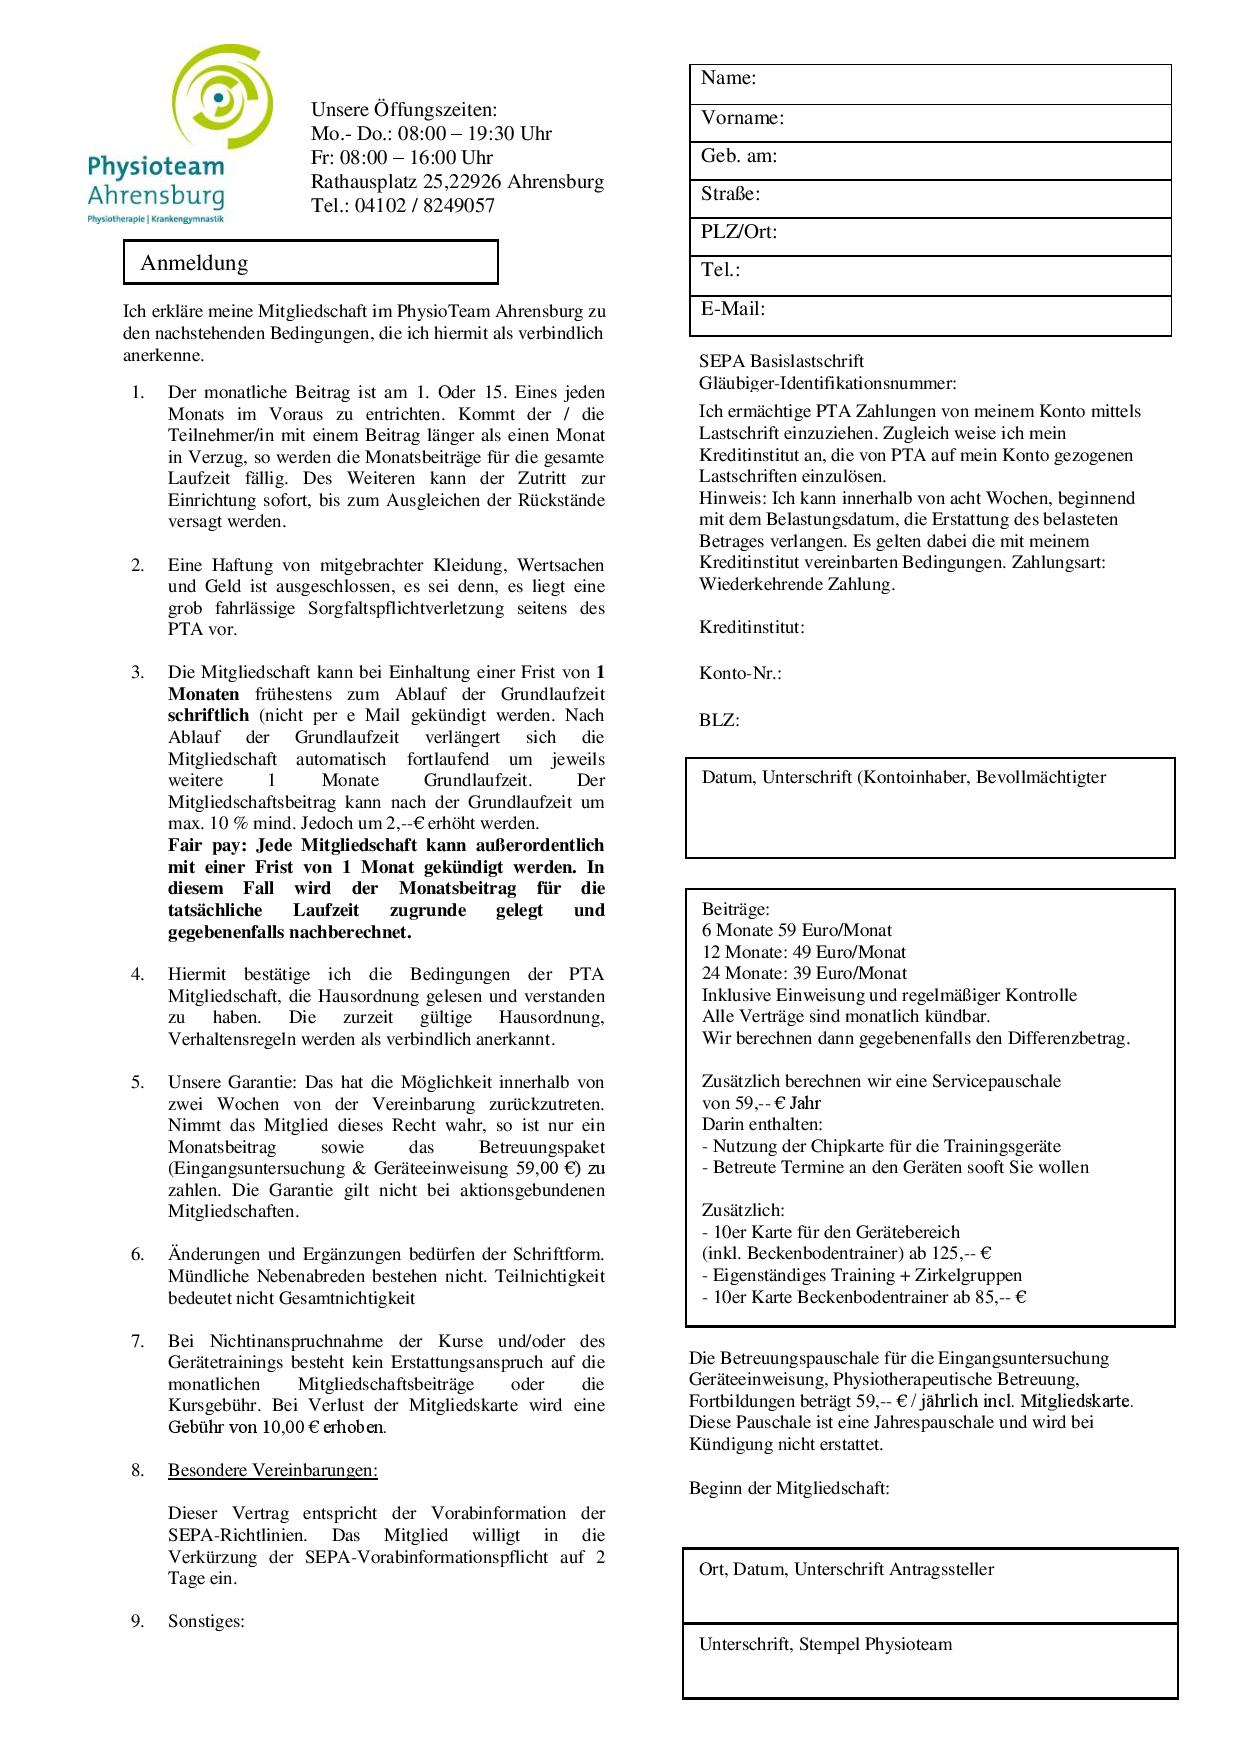 Physioteam
Ahrensburg
Physiotherapie | Krankengymnastik
Unsere Öffungszeiten:
Mo.- Do.: 08:00 – 19:30 Uhr
Fr: 08:00 – 16:00 Uhr
Rathausplatz 25,22926 Ahrensburg
Tel.: 04102 / 8249057
Anmeldung
Ich erkläre meine Mitgliedschaft im PhysioTeam Ahrensburg zu
den nachstehenden Bedingungen, die ich hiermit als verbindlich
anerkenne.
1. Der monatliche Beitrag ist am 1. Oder 15. Eines jeden
Monats im Voraus zu entrichten. Kommt der / die
Teilnehmer/in mit einem Beitrag länger als einen Monat
in Verzug, so werden die Monatsbeiträge für die gesamte
Laufzeit fällig. Des Weiteren kann der Zutritt zur
Einrichtung sofort, bis zum Ausgleichen der Rückstände
versagt werden.
2. Eine Haftung von mitgebrachter Kleidung, Wertsachen
und Geld ist ausgeschlossen, es sei denn, es liegt eine
grob fahrlässige Sorgfaltspflichtverletzung seitens des
PTA vor.
3. Die Mitgliedschaft kann bei Einhaltung einer Frist von 1
Monaten frühestens zum Ablauf der Grundlaufzeit
schriftlich (nicht per e Mail gekündigt werden. Nach
Ablauf der Grundlaufzeit verlängert sich die
Mitgliedschaft automatisch fortlaufend um jeweils
weitere 1 Monate Grundlaufzeit. Der
Mitgliedschaftsbeitrag kann nach der Grundlaufzeit um
max. 10 % mind. Jedoch um 2,--€ erhöht werden.
Fair pay: Jede Mitgliedschaft kann außerordentlich
mit einer Frist von 1 Monat gekündigt werden. In
diesem Fall wird der Monatsbeitrag für die
tatsächliche Laufzeit zugrunde gelegt und
gegebenenfalls nachberechnet.
4. Hiermit bestätige ich die Bedingungen der PTA
Mitgliedschaft, die Hausordnung gelesen und verstanden
zu haben. Die zurzeit gültige Hausordnung,
Verhaltensregeln werden als verbindlich anerkannt.
5. Unsere Garantie: Das hat die Möglichkeit innerhalb von
zwei Wochen von der Vereinbarung zurückzutreten.
Nimmt das Mitglied dieses Recht wahr, so ist nur ein
Monatsbeitrag sowie das Betreuungspaket
(Eingangsuntersuchung & Geräteeinweisung 59,00 €) zu
zahlen. Die Garantie gilt nicht bei aktionsgebundenen
Mitgliedschaften.
6. Änderungen und Ergänzungen bedürfen der Schriftform.
Mündliche Nebenabreden bestehen nicht. Teilnichtigkeit
bedeutet nicht Gesamtnichtigkeit
7. Bei Nichtinanspruchnahme der Kurse und/oder des
Gerätetrainings besteht kein Erstattungsanspruch auf die
monatlichen Mitgliedschaftsbeiträge oder die
Kursgebühr. Bei Verlust der Mitgliedskarte wird eine
Gebühr von 10,00 € erhoben.
8. Besondere Vereinbarungen:
Dieser Vertrag entspricht der Vorabinformation der
SEPA-Richtlinien. Das Mitglied willigt in die
Verkürzung der SEPA-Vorabinformationspflicht auf 2
Tage ein.
9. Sonstiges:
Name:
Vorname:
Geb. am:
Straße:
PLZ/Ort:
Tel.:
E-Mail:
SEPA Basislastschrift
Gläubiger-Identifikationsnummer:
Ich ermächtige PTA Zahlungen von meinem Konto mittels
Lastschrift einzuziehen. Zugleich weise ich mein
Kreditinstitut an, die von PTA auf mein Konto gezogenen
Lastschriften einzulösen.
Hinweis: Ich kann innerhalb von acht Wochen, beginnend
mit dem Belastungsdatum, die Erstattung des belasteten
Betrages verlangen. Es gelten dabei die mit meinem
Kreditinstitut vereinbarten Bedingungen. Zahlungsart:
Wiederkehrende Zahlung.
Kreditinstitut:
Konto-Nr.:
BLZ:
Datum, Unterschrift (Kontoinhaber, Bevollmächtigter
Beiträge:
6 Monate 59 Euro/Monat
12 Monate: 49 Euro/Monat
24 Monate: 39 Euro/Monat
Inklusive Einweisung und regelmäßiger Kontrolle
Alle Verträge sind monatlich kündbar.
Wir berechnen dann gegebenenfalls den Differenzbetrag.
Zusätzlich berechnen wir eine Servicepauschale
von 59,-- € Jahr
Darin enthalten:
- Nutzung der Chipkarte für die Trainingsgeräte
- Betreute Termine an den Geräten sooft Sie wollen
Zusätzlich:
- 10er Karte für den Gerätebereich
(inkl. Beckenbodentrainer) ab 125,-- €
- Eigenständiges Training + Zirkelgruppen
- 10er Karte Beckenbodentrainer ab 85,-- €
Die Betreuungspauschale für die Eingangsuntersuchung
Geräteeinweisung, Physiotherapeutische Betreuung,
Fortbildungen beträgt 59,-- € / jährlich incl. Mitgliedskarte.
Diese Pauschale ist eine Jahrespauschale und wird bei
Kündigung nicht erstattet.
Beginn der Mitgliedschaft:
Ort, Datum, Unterschrift Antragssteller
Unterschrift, Stempel Physioteam